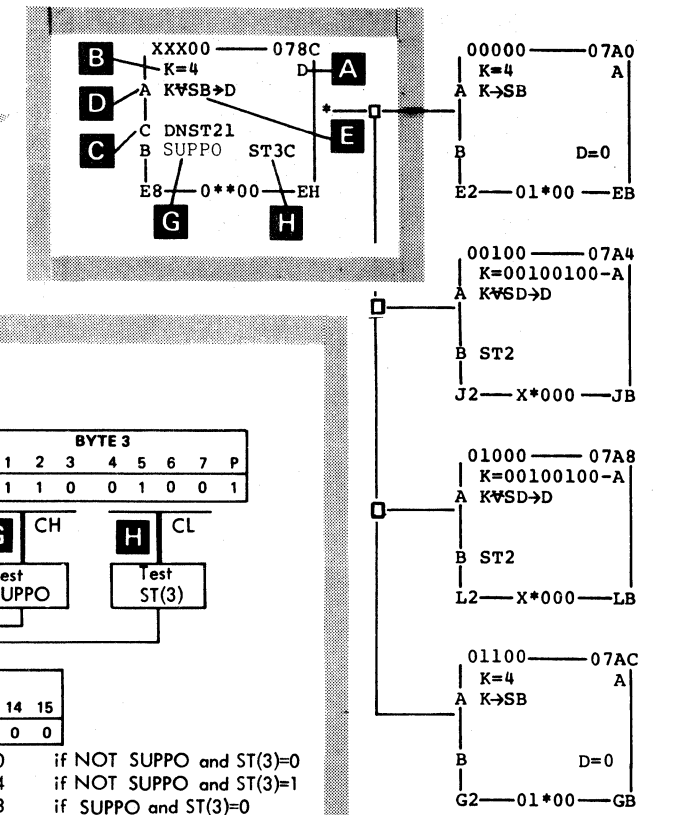 B
XXX00 078C
K=4
D
A
D
A K∀SB→D
*
E
C
C DNST21
B SUPPO ST3C
E8 0**00 EH
G
H
00000 07A0
K=4 A
A K→SB
B D=0
E2 01*00 EB
00100 07A4
K=00100100-A
A K∀SD→D
B ST2
J2 X*000 JB
01000 07A8
K=00100100-A
A K∀SD→D
B ST2
L2 X*000 LB
01100 07AC
K=4 A
A K→SB
B D=0
G2 01*00 GB
BYTE 3
1 2 3 4 5 6 7 P
1 1 0 0 1 0 0 1
G CH H CL
est
UPPO
Test
ST(3)
14 15
0 0
if NOT SUPPO and ST(3)=0
4 if NOT SUPPO and ST(3)=1
if SUPPO and ST(3)=0